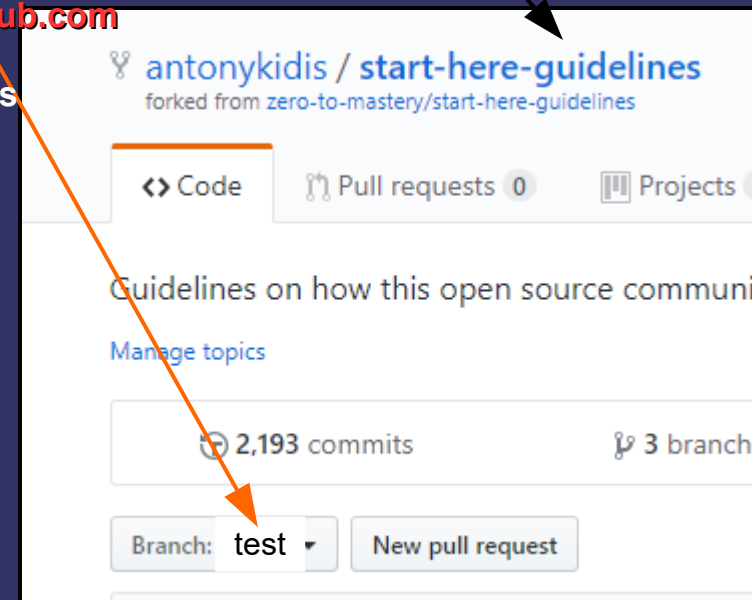 ub.com
antonykidis / start-here-guidelines
s
forked from zero-to-mastery/start-here-guidelines
Code
Pull requests 0
Projects
Guidelines on how this open source communi
Manage topics
2,193 commits
3 branch
Branch: test
New pull request